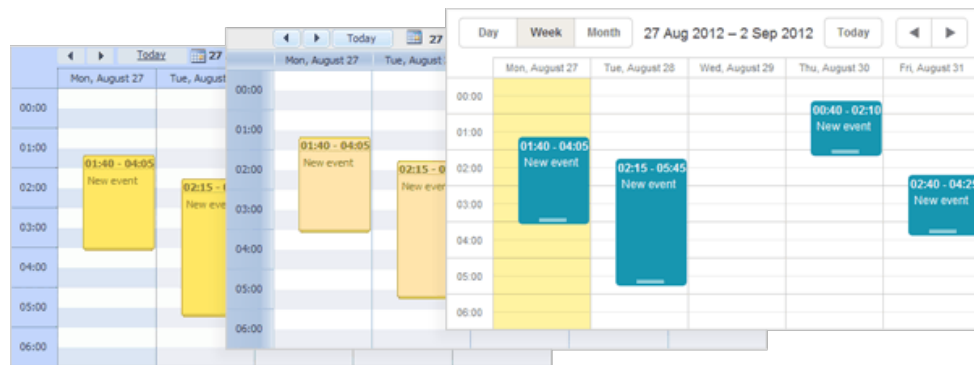 Today
27
Mon, August 27
Tue, August
00:00
01:00
02:00
03:00
04:00
05:00
06:00
01:40 - 04:05
New event
02:15 -
New eve
Today
27
Mon, August 27
Tue, August
00:00
01:00
02:00
03:00
04:00
05:00
06:00
01:40 - 04:05
New event
02:15 - 0
New ever
Day
Week
Month
27 Aug 2012 – 2 Sep 2012
Today
Mon, August 27
Tue, August 28
Wed, August 29
Thu, August 30
Fri, August 31
00:00
01:00
02:00
03:00
04:00
05:00
06:00
01:40 - 04:05
New event
02:15 - 05:45
New event
00:40 - 02:10
New event
02:40 - 04:25
New event